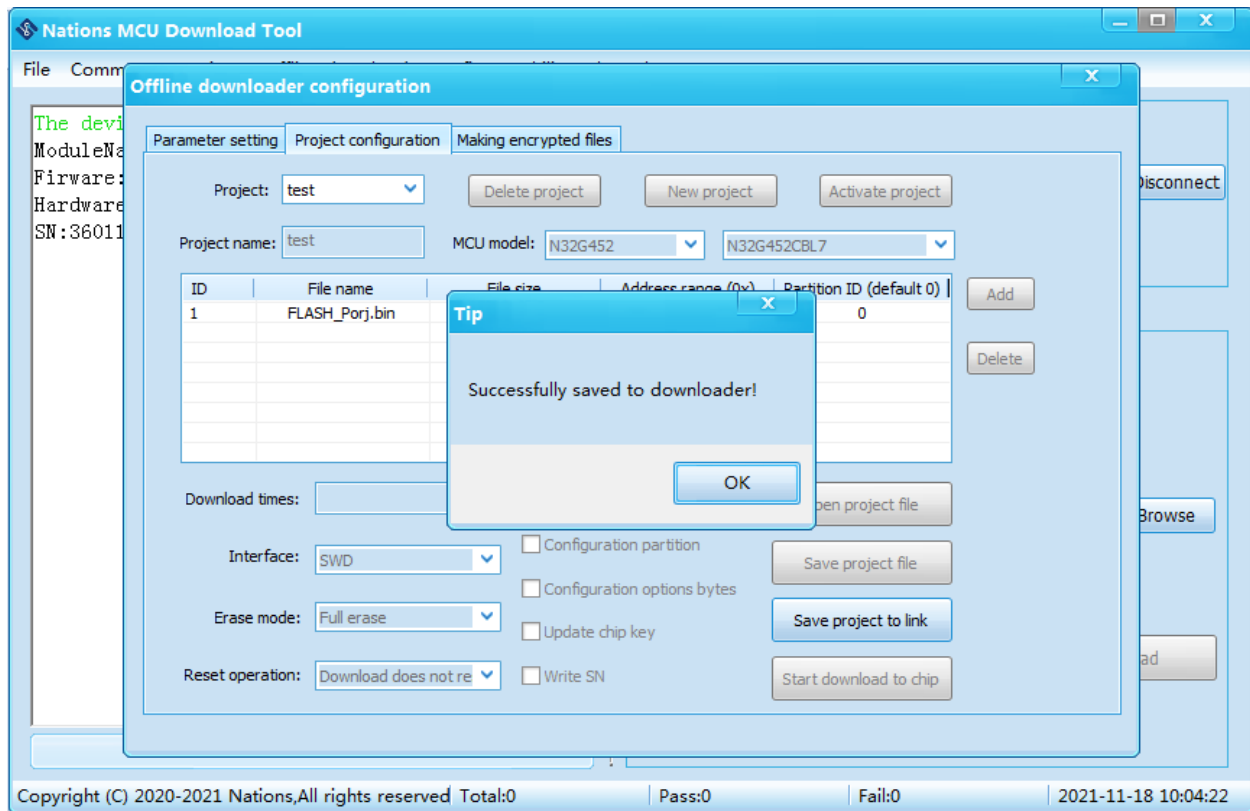 Nations MCU Download Tool
File Comm
Offline downloader configuration
The devi
ModuleNa
Firware:
Hardware
SN:36011
Parameter setting Project configuration Making encrypted files
Project: test Delete project New project Activate project
Disconnect
Project name: test MCU model: N32G452 N32G452CBL7
ID File name File size Address range (0x) Partition ID (default 0)
Add
1 FLASH_Porj.bin 0
Tip
Delete
Successfully saved to downloader!
OK
Download times: pen project file
Browse
Interface: SWD Configuration partition Save project file
Configuration options bytes
Erase mode: Full erase Update chip key Save project to link
Reset operation: Download does not re Write SN Start download to chip
ad
Copyright (C) 2020-2021 Nations,All rights reserved Total:0 Pass:0 Fail:0 2021-11-18 10:04:22